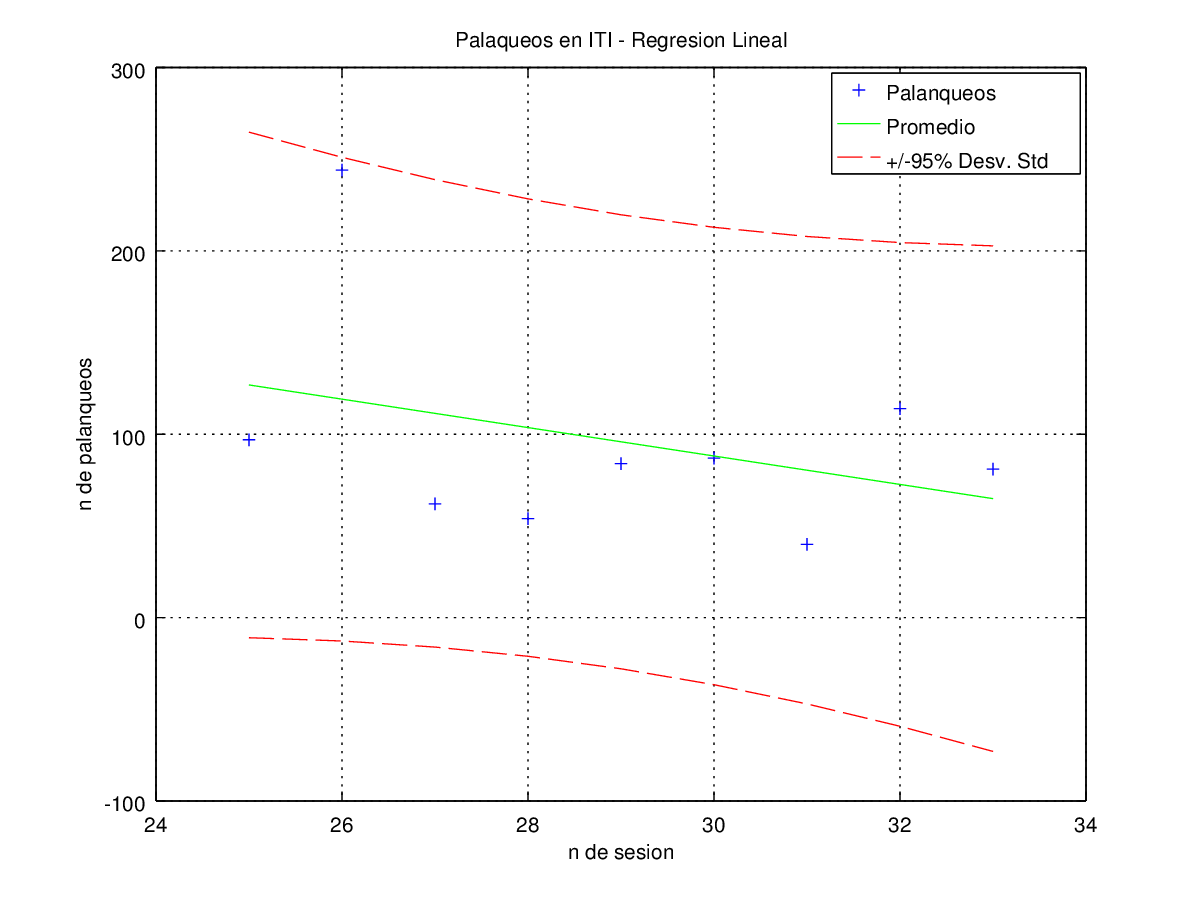 Palaqueos en ITI - Regresion Lineal
300
200
100
0
-100
n de palanqueos
Palanqueos
Promedio
+/-95% Desv. Std
24
26
28
30
32
34
n de sesion